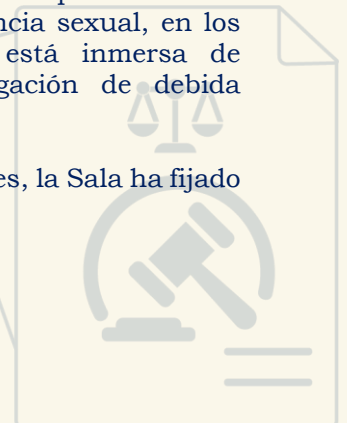 ncia sexual, en los
está inmersa de
gación de debida
es, la Sala ha fijado